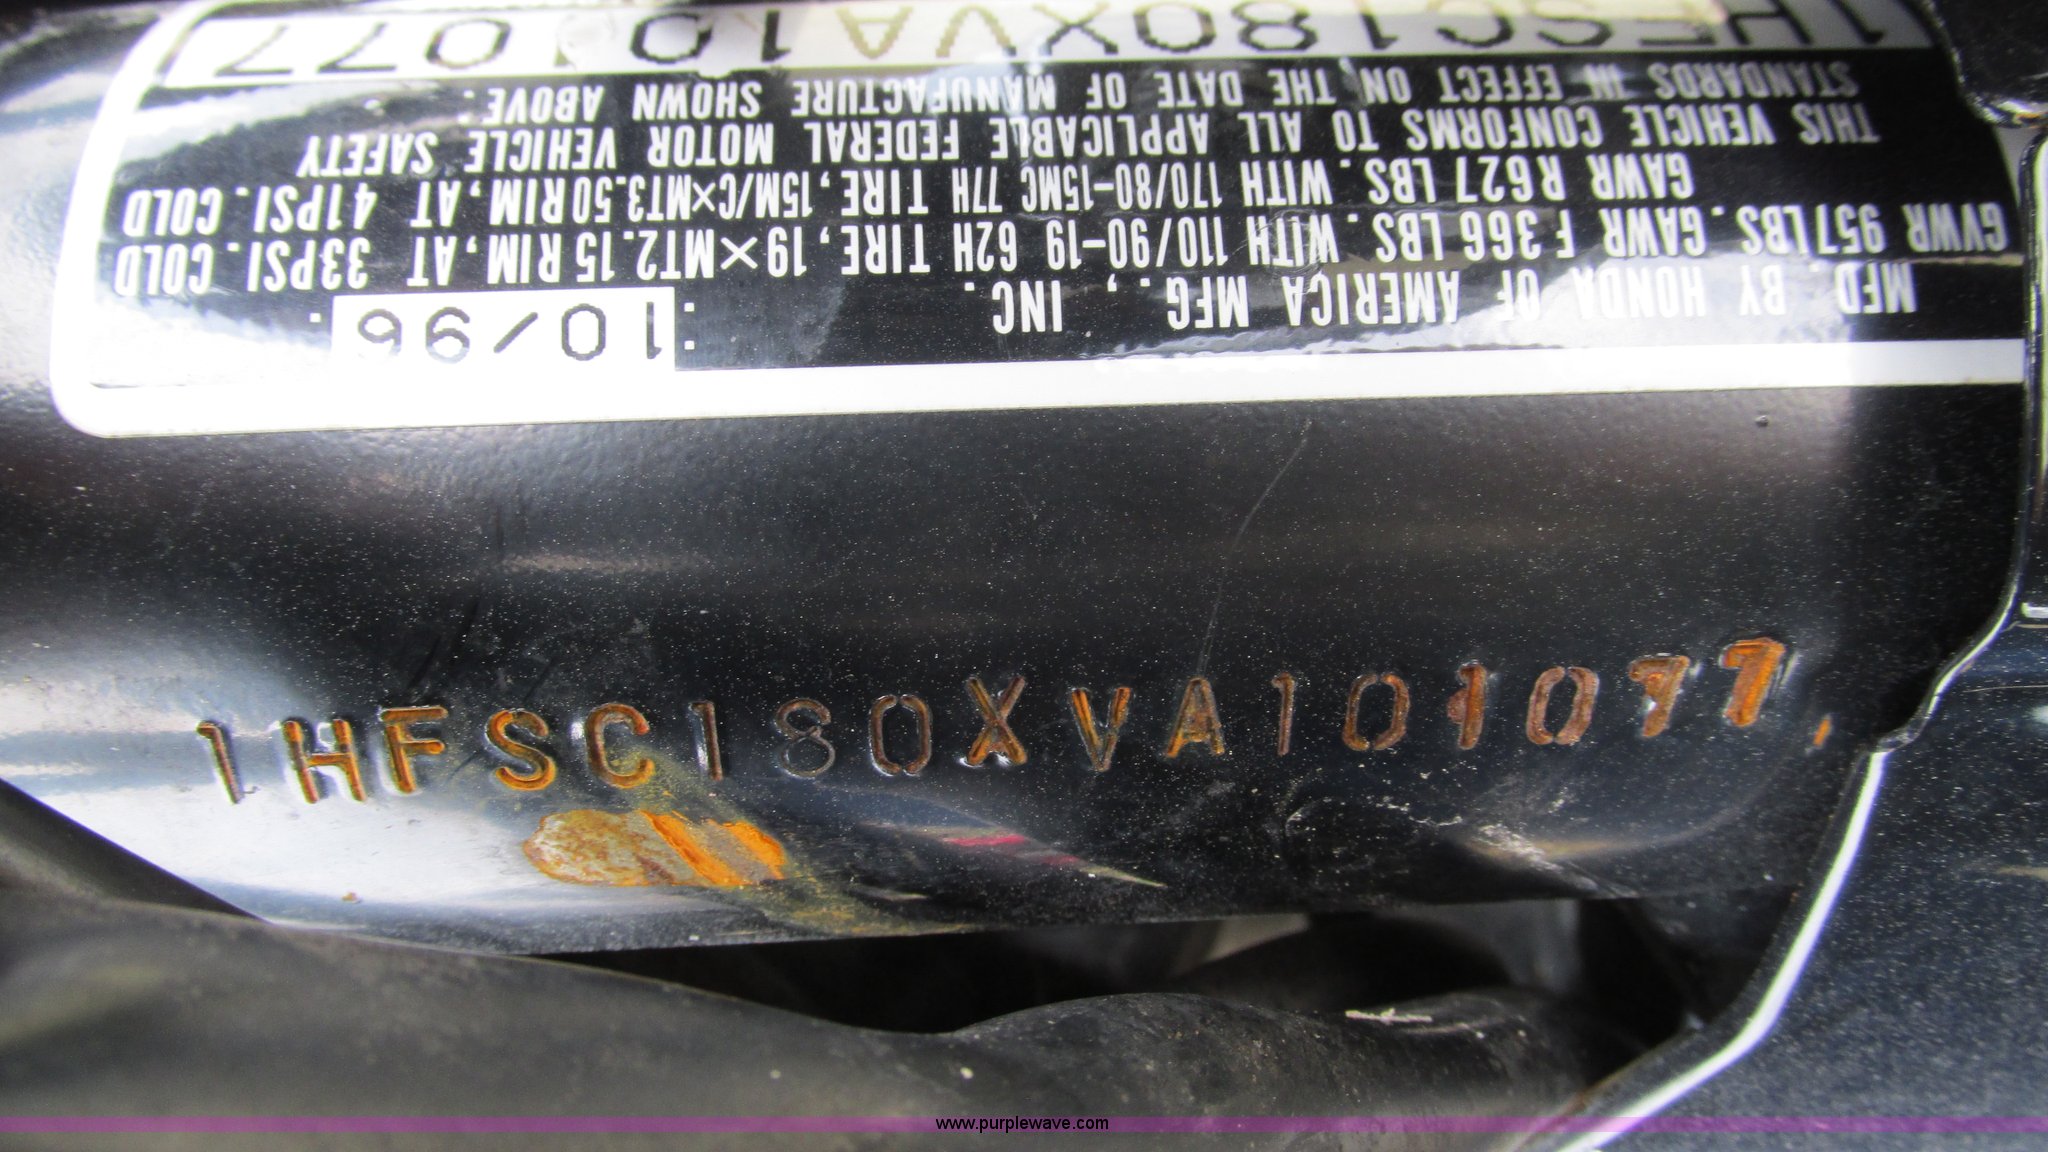 MFD. BY HONDA OF AMERICA MFG., INC. : 10/96 .
GVWR 957LBS. GAWR F 366 LBS. WITH 110/90-19 62H TIRE, 19×MT2.15 RIM, AT 33PSI. COLD
GAWR R 627 LBS. WITH 170/80-15MC 77H TIRE, 15M/C×MT3.50 RIM, AT 41PSI. COLD
THIS VEHICLE CONFORMS TO ALL APPLICABLE FEDERAL MOTOR VEHICLE SAFETY
STANDARDS IN EFFECT ON THE DATE OF MANUFACTURE SHOWN ABOVE:
1HFSC180XVA101077
1HFSC180XVA101077
www.purplewave.com